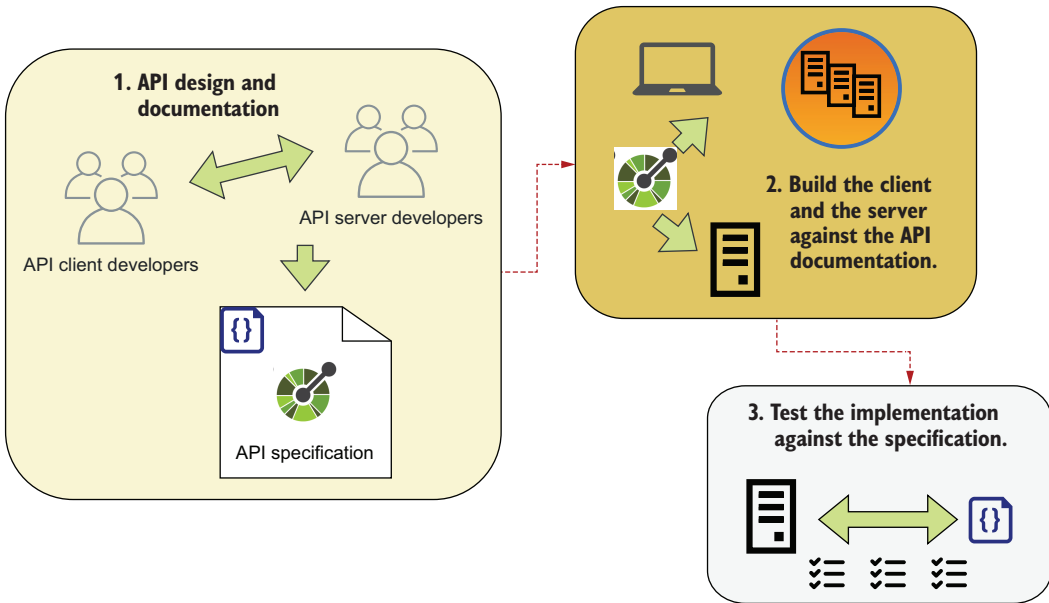 1. API design and
documentation
API server developers
API client developers
{}
API specification
2. Build the client
and the server
against the API
documentation.
3. Test the implementation
against the specification.
{}